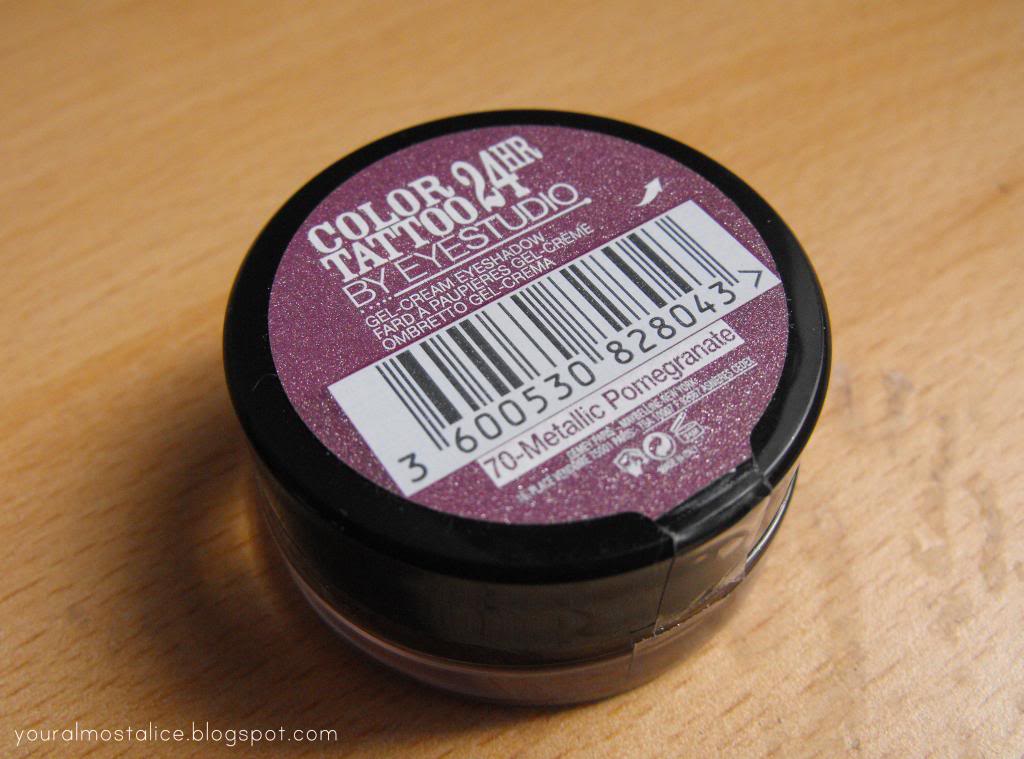 COLOR 24HR
TATTOO
BY EYESTUDIO
GEL-CREAM EYESHADOW
FARD À PAUPIÈRES GEL-CRÈME
OMBRETTO GEL-CREMA
3 600530 828043 >
70-Metallic Pomegranate
youralmostalice.blogspot.com